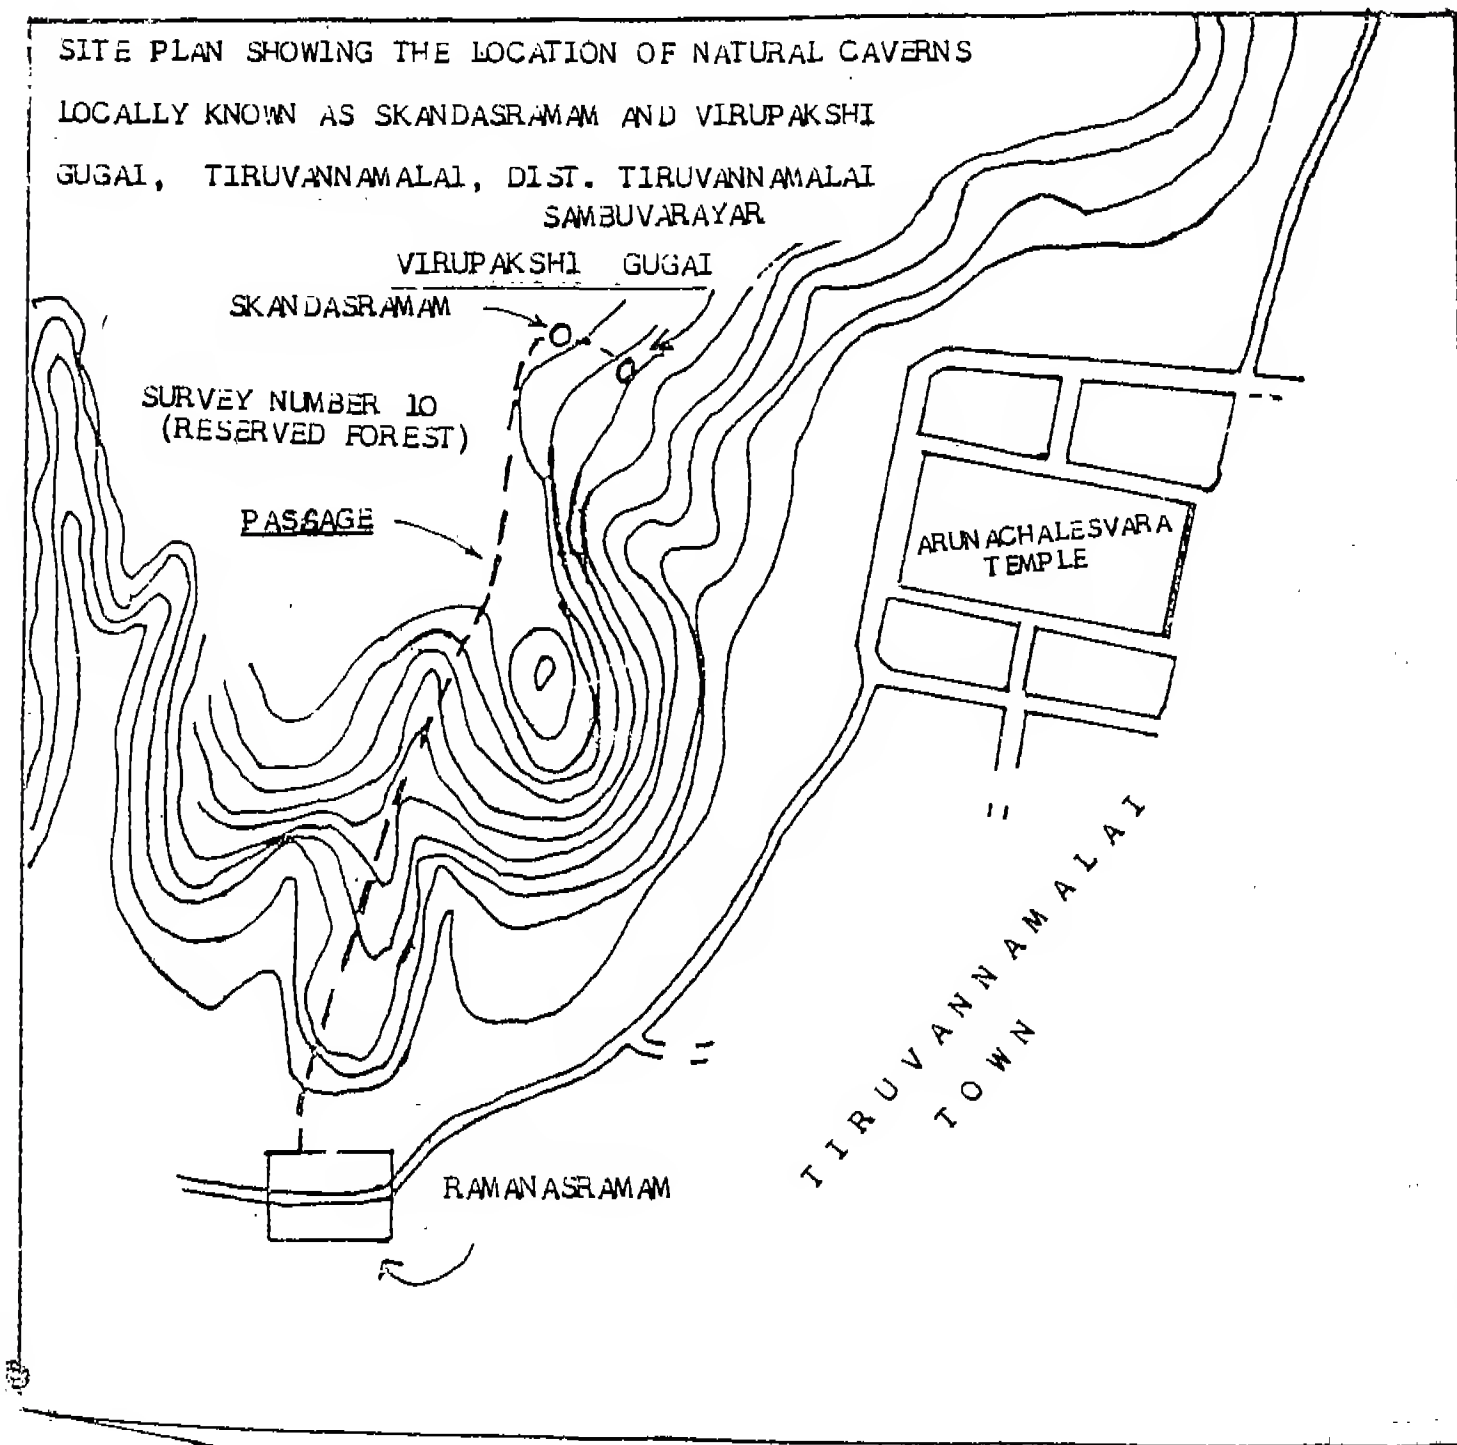 SITE PLAN SHOWING THE LOCATION OF NATURAL CAVERNS
LOCALLY KNOWN AS SKANDASRAMAM AND VIRUPAKSHI
GUGAI, TIRUVANNAMALAI, DIST. TIRUVANNAMALAI
SAMBUVARAYAR
VIRUPAKSHI GUGAI
SKANDASRAMAM
SURVEY NUMBER 10
(RESERVED FOREST)
PASSAGE
ARUNACHALESVARA
TEMPLE
TIRUVANNAMALAI
TOWN
RAMANASRAMAM